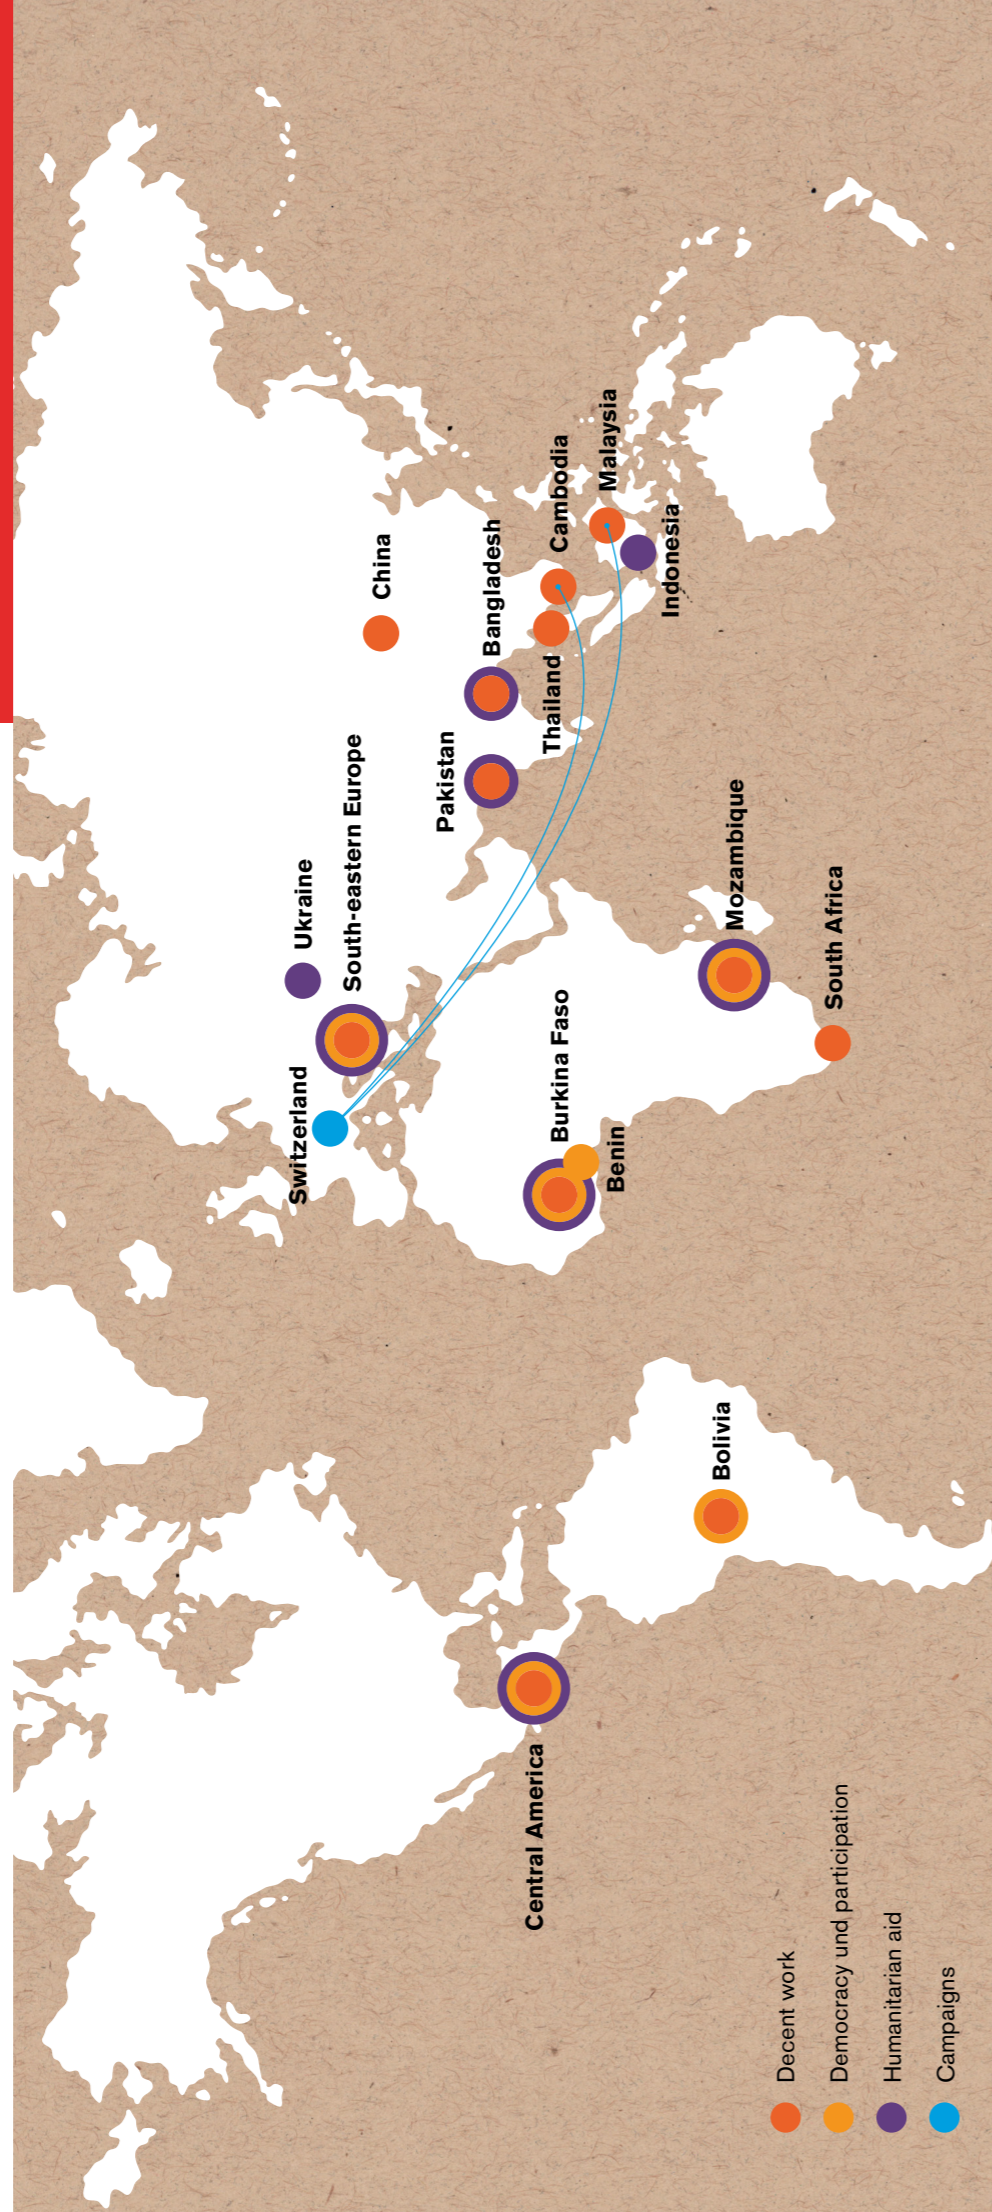 Switzerland
Ukraine
South-eastern Europe
China
Pakistan
Bangladesh
Thailand
Cambodia
Malaysia
Indonesia
Central America
Burkina Faso
Benin
Bolivia
Mozambique
South Africa
Decent work
Democracy und participation
Humanitarian aid
Campaigns